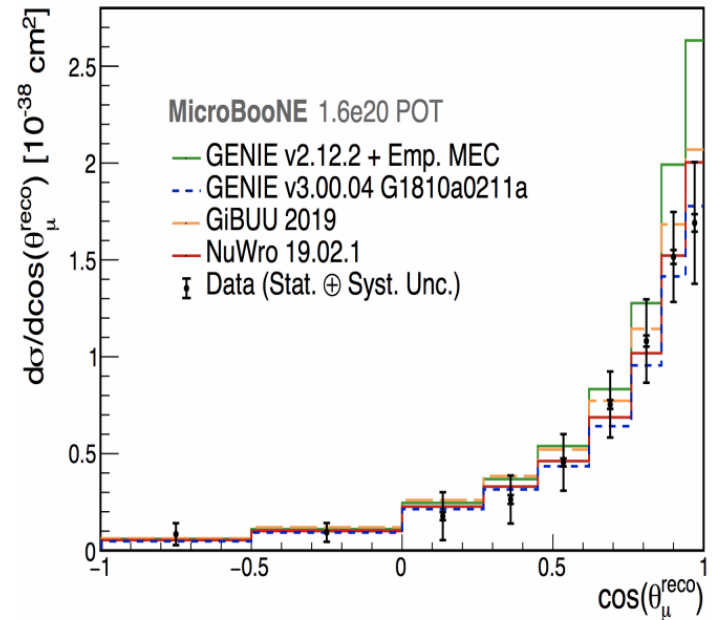 dσ/dcos(θ_μ^reco) [10^-38 cm^2]
2.5
2
1.5
1
0.5
0
MicroBooNE 1.6e20 POT
GENIE v2.12.2 + Emp. MEC
GENIE v3.00.04 G1810a0211a
GiBUU 2019
NuWro 19.02.1
Data (Stat. ⊕ Syst. Unc.)
−1 −0.5 0 0.5 1
cos(θ_μ^reco)